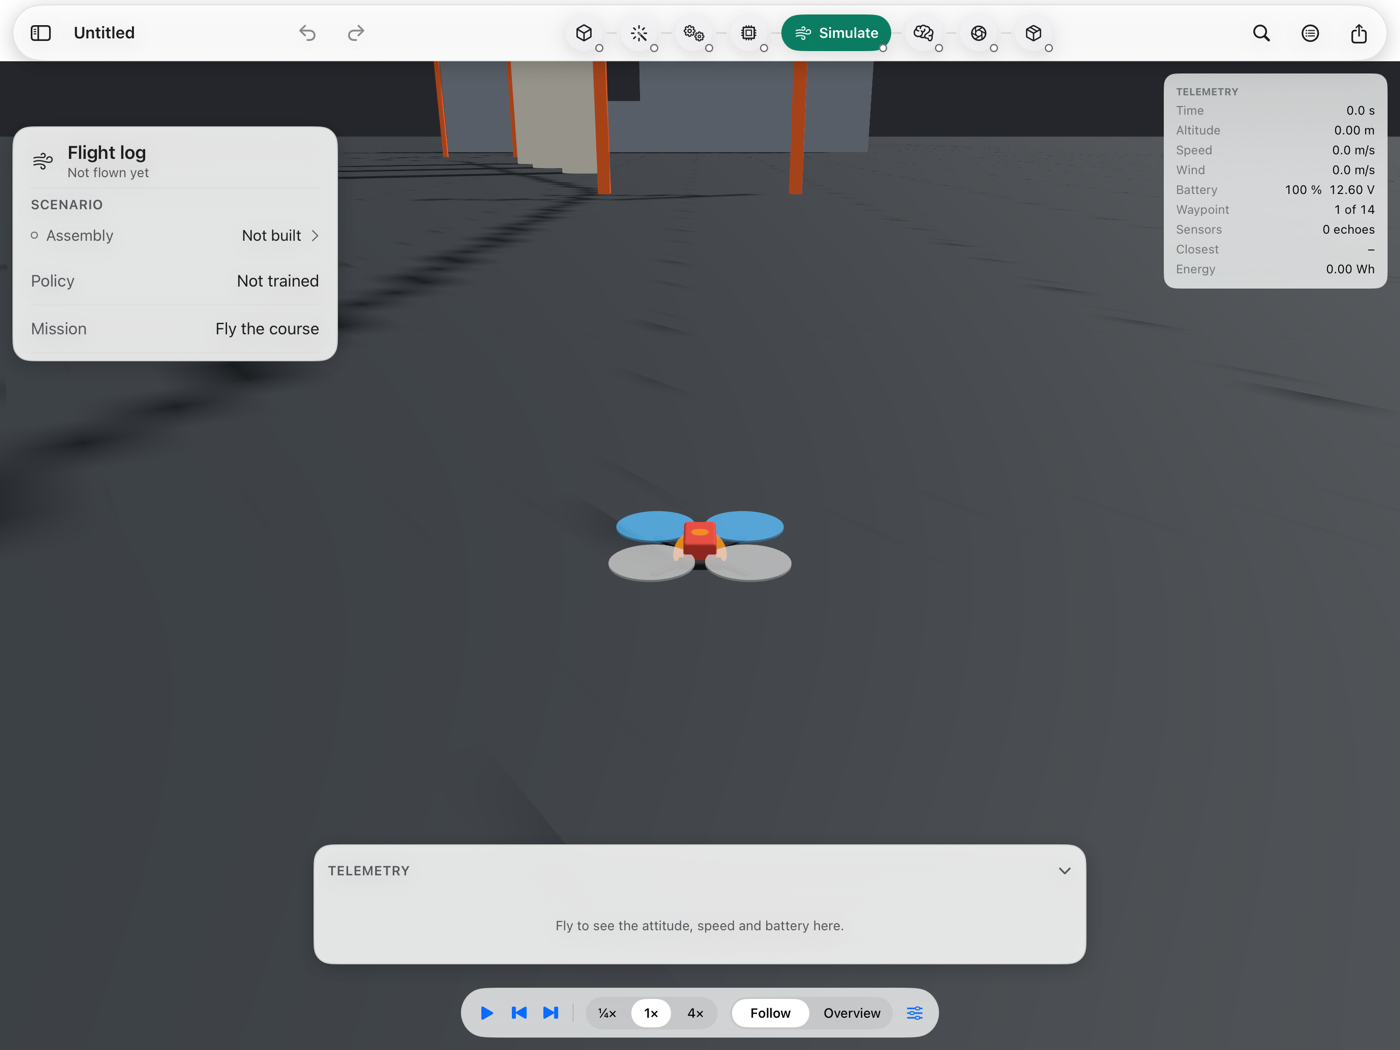 Untitled
Simulate
Flight log
Not flown yet
SCENARIO
Assembly Not built
Policy Not trained
Mission Fly the course
TELEMETRY
Time 0.0 s
Altitude 0.00 m
Speed 0.0 m/s
Wind 0.0 m/s
Battery 100 % 12.60 V
Waypoint 1 of 14
Sensors 0 echoes
Closest –
Energy 0.00 Wh
TELEMETRY
Fly to see the attitude, speed and battery here.
¼× 1× 4× Follow Overview